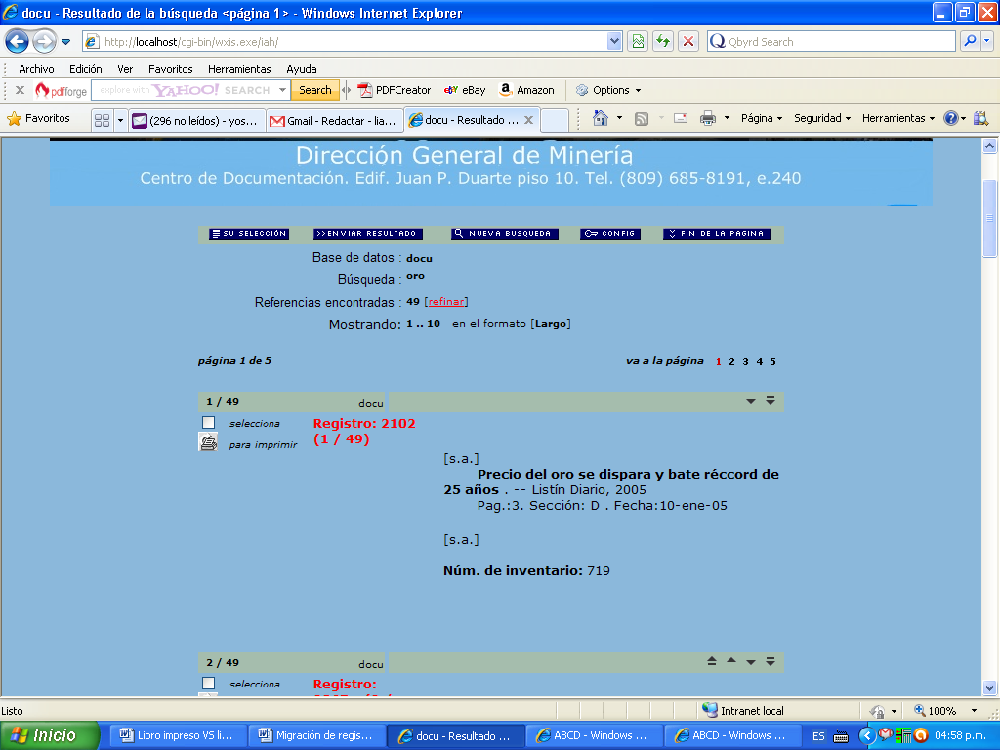 docu - Resultado de la búsqueda <página 1> - Windows Internet Explorer
http://localhost/cgi-bin/wxis.exe/iah/
Qbyrd Search
Archivo Edición Ver Favoritos Herramientas Ayuda
pdfforge explore with YAHOO! SEARCH Search PDFCreator eBay Amazon Options
Favoritos (296 no leídos) - yos... Gmail - Redactar - lia... docu - Resultado ... Página Seguridad Herramientas
Dirección General de Minería
Centro de Documentación. Edif. Juan P. Duarte piso 10. Tel. (809) 685-8191, e.240
SU SELECCIÓN >>ENVIAR RESULTADO NUEVA BUSQUEDA CONFIG FIN DE LA PAGINA
Base de datos : docu
Búsqueda : oro
Referencias encontradas : 49 [refinar]
Mostrando: 1 .. 10 en el formato [Largo]
página 1 de 5 va a la página 1 2 3 4 5
1 / 49 docu
selecciona
para imprimir
Registro: 2102
(1 / 49)
[s.a.]
Precio del oro se dispara y bate réccord de
25 años . -- Listín Diario, 2005
Pag.:3. Sección: D . Fecha:10-ene-05
[s.a.]
Núm. de inventario: 719
2 / 49 docu
selecciona Registro:
Listo Intranet local 100%
Inicio Libro impreso VS li... Migración de regis... docu - Resultado ... ABCD - Windows ... ABCD - Windows ... ES 04:58 p.m.